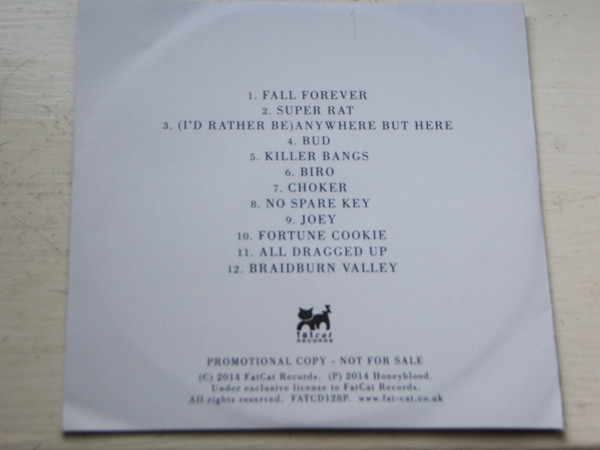 1. FALL FOREVER
2. SUPER RAT
3. (I'D RATHER BE)ANYWHERE BUT HERE
4. BUD
5. KILLER BANGS
6. BIRO
7. CHOKER
8. NO SPARE KEY
9. JOEY
10. FORTUNE COOKIE
11. ALL DRAGGED UP
12. BRAIDBURN VALLEY
fatcat
RECORDS
PROMOTIONAL COPY - NOT FOR SALE
(C) 2014 FatCat Records. (P) 2014 Honeyblood.
Under exclusive license to FatCat Records.
All rights reserved. FATCD126P. www.fat-cat.co.uk